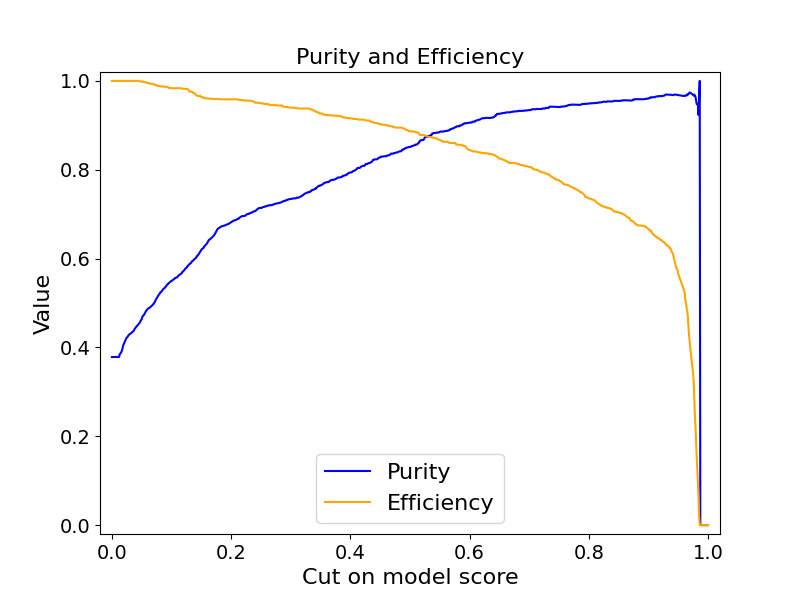 Purity and Efficiency
1.0
0.8
0.6
0.4
0.2
0.0
Value
Purity
Efficiency
0.0 0.2 0.4 0.6 0.8 1.0
Cut on model score